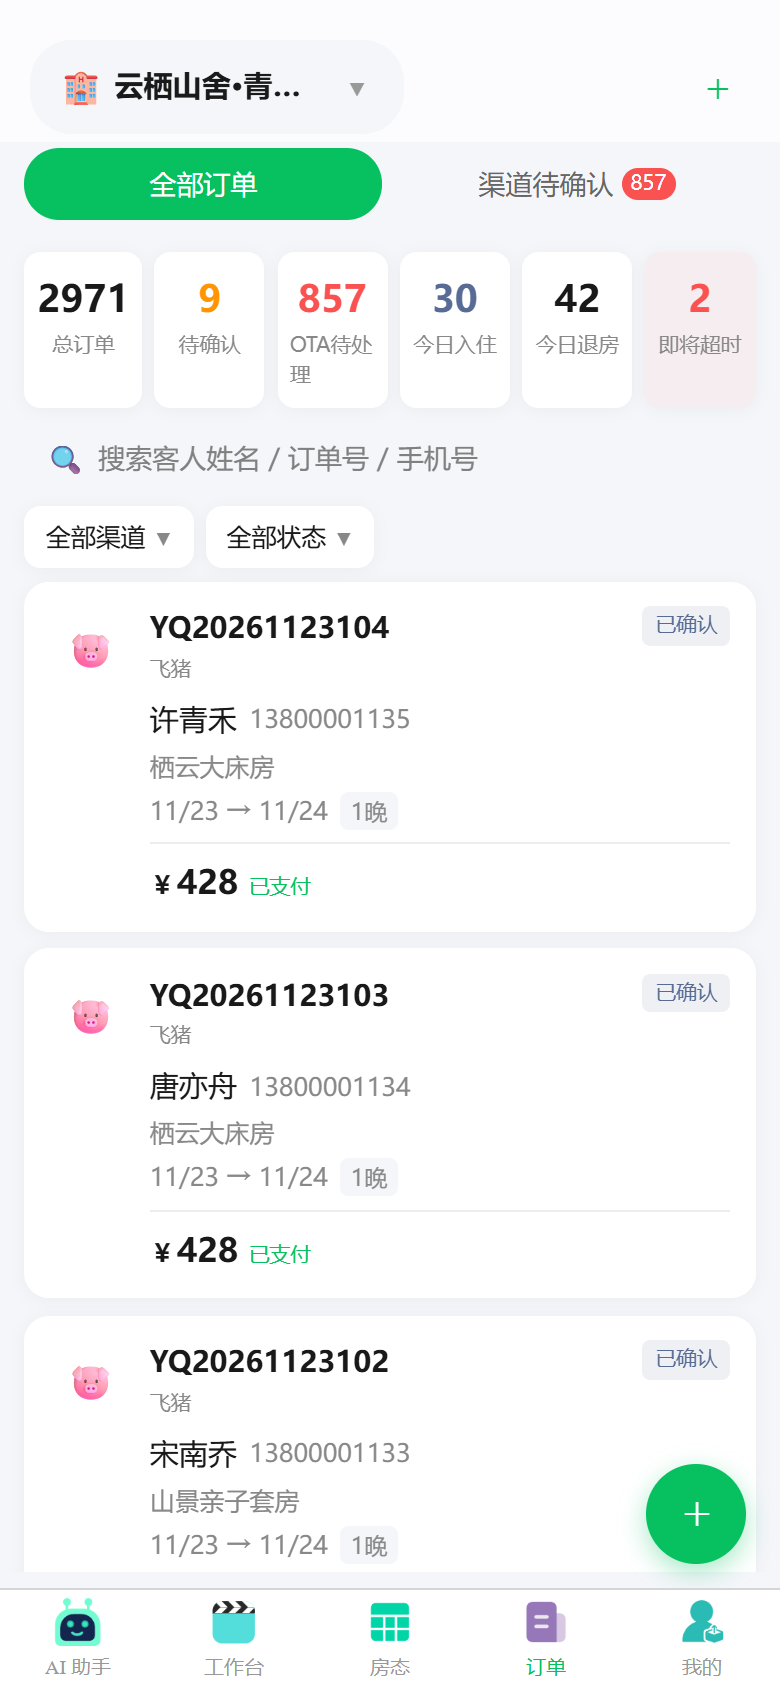 云栖山舍·青... ▼
+
全部订单
渠道待确认 857
2971
总订单
9
待确认
857
OTA待处理
30
今日入住
42
今日退房
2
即将超时
搜索客人姓名 / 订单号 / 手机号
全部渠道 ▼
全部状态 ▼
YQ20261123104
已确认
飞猪
许青禾 13800001135
栖云大床房
11/23 → 11/24 1晚
¥428 已支付
YQ20261123103
已确认
飞猪
唐亦舟 13800001134
栖云大床房
11/23 → 11/24 1晚
¥428 已支付
YQ20261123102
已确认
飞猪
宋南乔 13800001133
山景亲子套房
11/23 → 11/24 1晚
+
AI 助手
工作台
房态
订单
我的